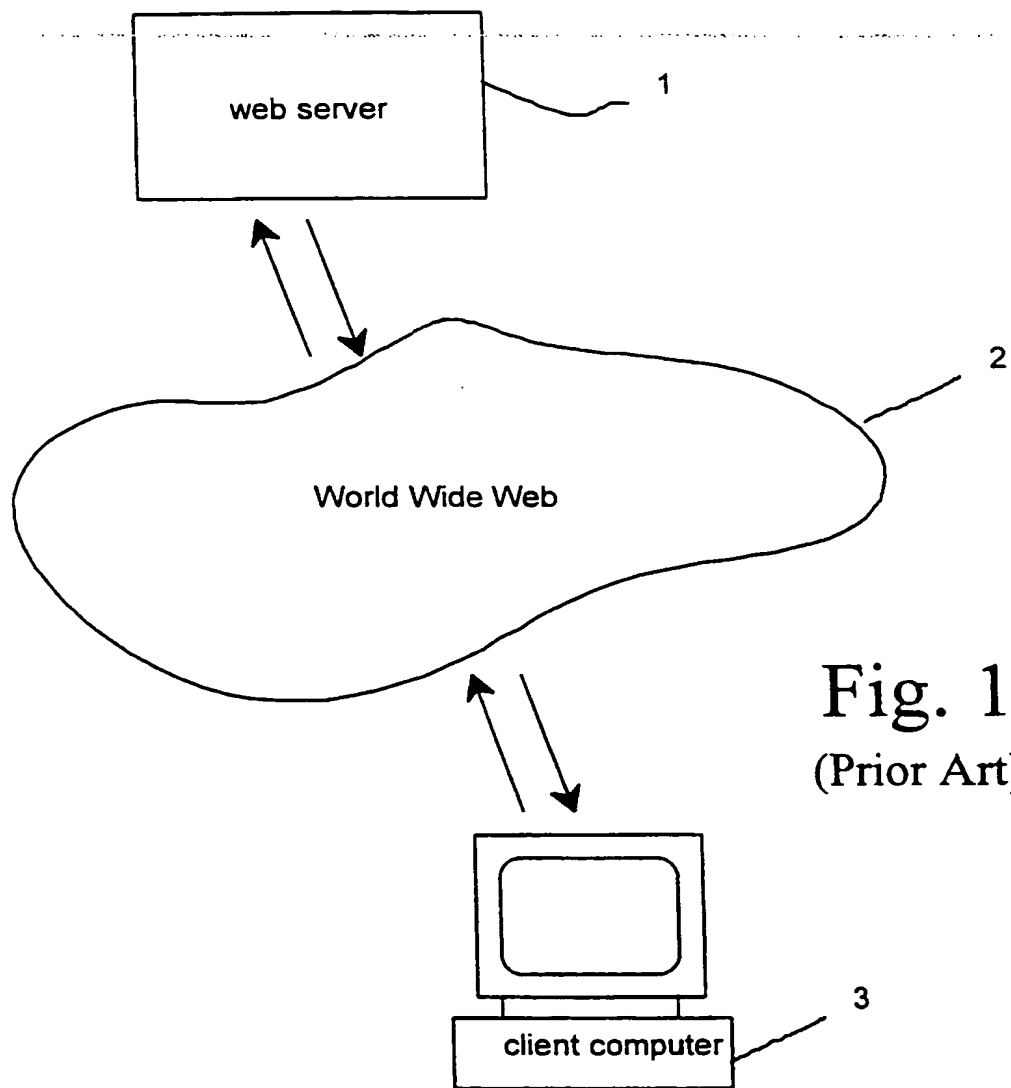 web server
1
2
World Wide Web
Fig. 1
(Prior Art)
3
client computer